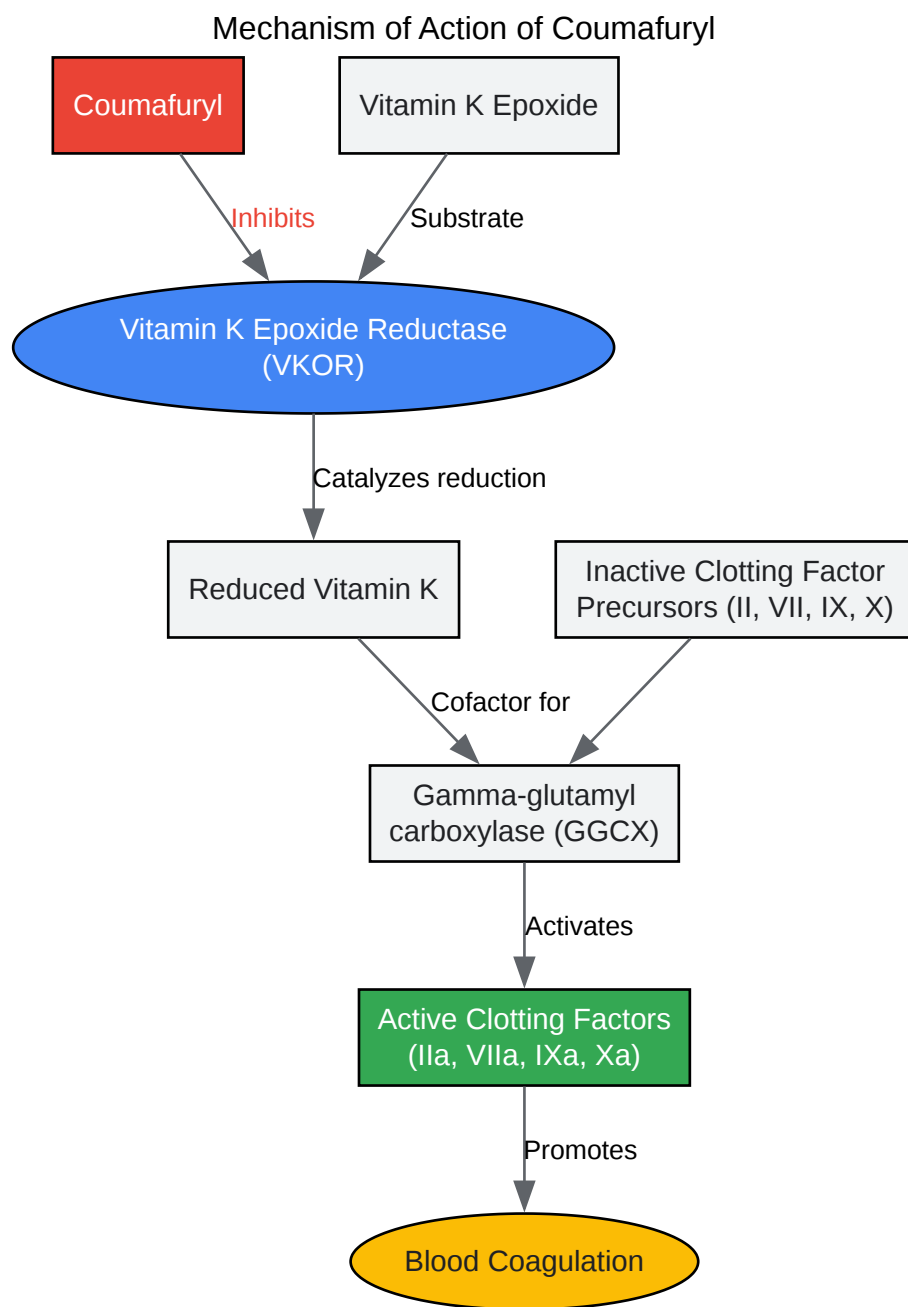 Mechanism of Action of Coumafuryl
Coumafuryl
Vitamin K Epoxide
Inhibits
Substrate
Vitamin K Epoxide Reductase
(VKOR)
Catalyzes reduction
Reduced Vitamin K
Inactive Clotting Factor
Precursors (II, VII, IX, X)
Cofactor for
Gamma-glutamyl
carboxylase (GGCX)
Activates
Active Clotting Factors
(IIa, VIIa, IXa, Xa)
Promotes
Blood Coagulation